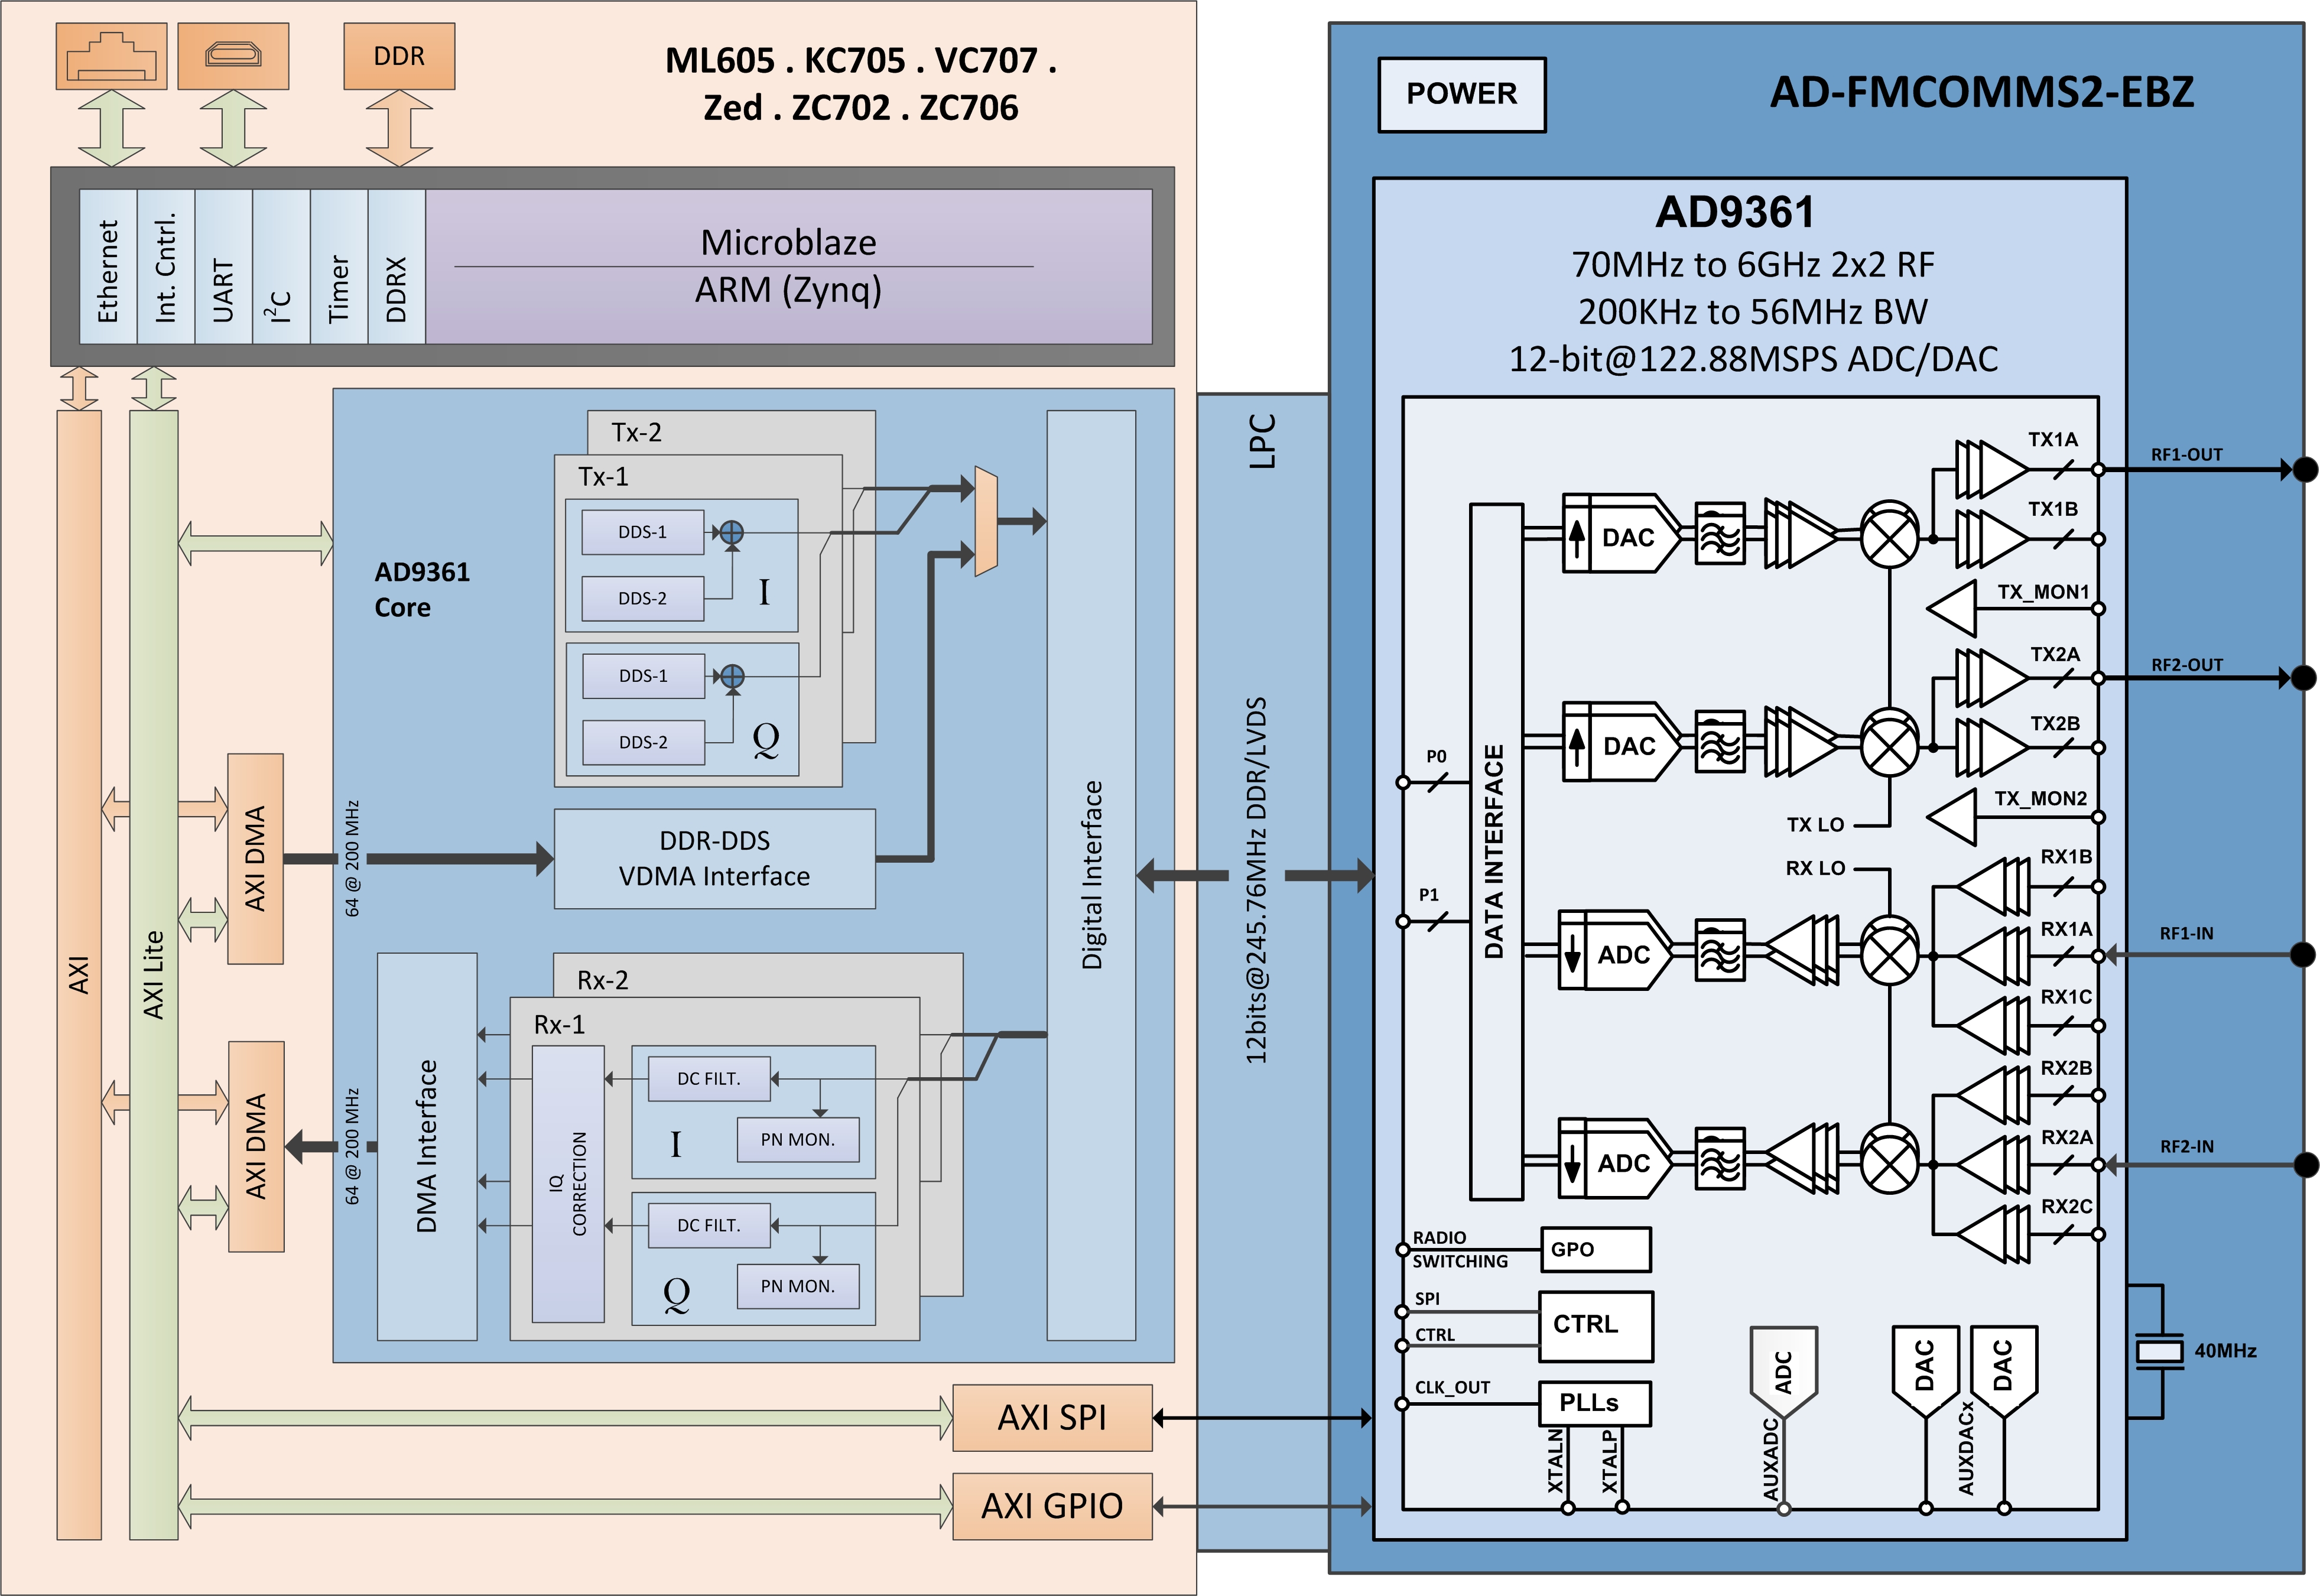 DDR
ML605 . KC705 . VC707 .
Zed . ZC702 . ZC706
Ethernet
Int. Cntrl.
UART
I²C
Timer
DDRX
Microblaze
ARM (Zynq)
AXI
AXI Lite
AD9361
Core
Tx-2
Tx-1
DDS-1
DDS-2
I
DDS-1
DDS-2
Q
AXI DMA
64 @ 200 MHz
DDR-DDS
VDMA Interface
Digital Interface
AXI DMA
64 @ 200 MHz
DMA Interface
Rx-2
Rx-1
IQ
CORRECTION
DC FILT.
PN MON.
I
DC FILT.
PN MON.
Q
AXI SPI
AXI GPIO
LPC
12bits@245.76MHz DDR/LVDS
POWER
AD-FMCOMMS2-EBZ
AD9361
70MHz to 6GHz 2x2 RF
200KHz to 56MHz BW
12-bit@122.88MSPS ADC/DAC
P0
P1
DATA INTERFACE
DAC
TX1A
RF1-OUT
TX1B
TX_MON1
DAC
TX2A
RF2-OUT
TX2B
TX_MON2
TX LO
RX LO
RX1B
ADC
RX1A
RF1-IN
RX1C
RX2B
ADC
RX2A
RF2-IN
RX2C
RADIO
SWITCHING
GPO
SPI
CTRL
CTRL
CLK_OUT
PLLs
XTALN
XTALP
ADC
AUXADC
DAC
AUXDACx
DAC
40MHz